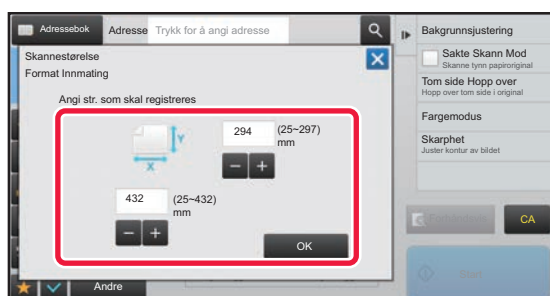 Adressebok
Adresse
Trykk for å angi adresse
Bakgrunnsjustering
Skannestørelse
Format Innmating
Angi str. som skal registreres
Y
X
294
(25~297)
mm
432
(25~432)
mm
OK
Sakte Skann Mod
Skanne tynn papiroriginal
Tom side Hopp over
Hopp over tom side i original
Fargemodus
Skarphet
Juster kontur av bildet
CA
Start
Andre